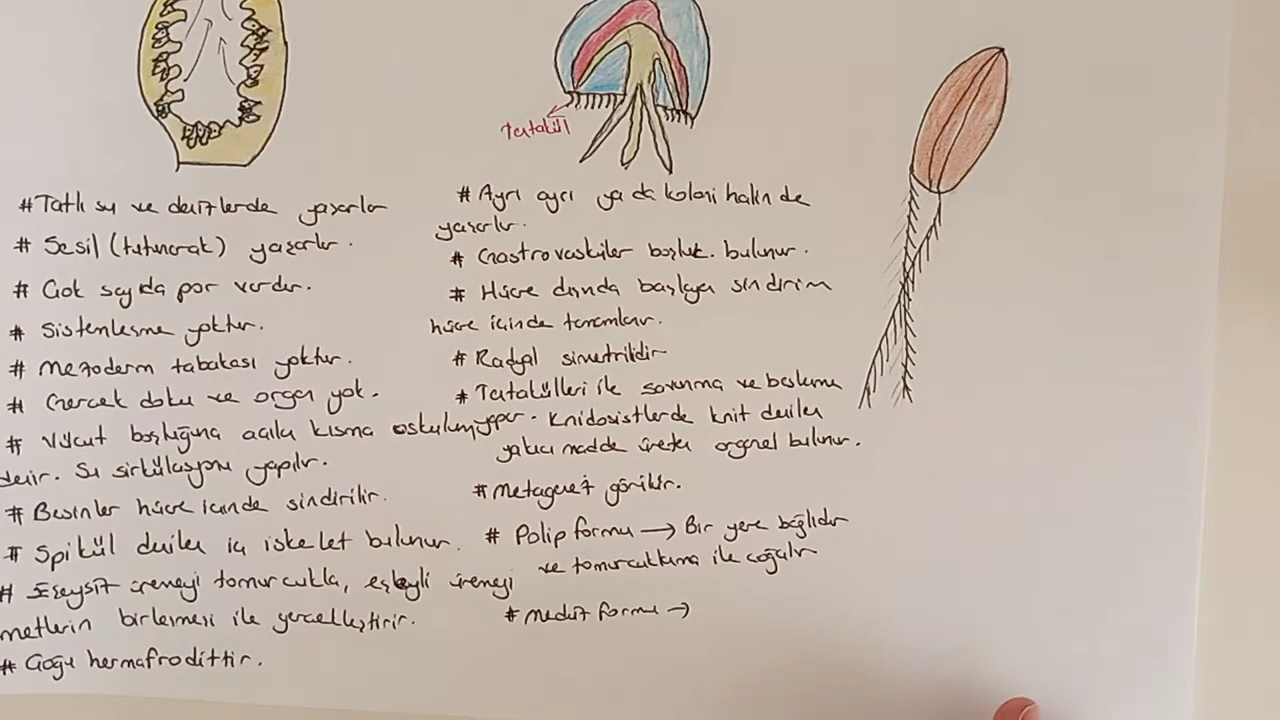 Tentakül
#Tatlı su ve denizlerde yaşarlar
# Sesil (tutunarak) yaşarlar.
# Çok sayıda por vardır.
# Sistemleşme yoktur.
# Mezoderm tabakası yoktur.
# Gerçek doku ve organ yok.
# Vücut boşluğuna açılan kısma oskulum
denir. Su sirkülasyonu yapılır.
# Besinler hücre içinde sindirilir.
# Spikül denilen iç iskelet bulunur.
# Eşeysiz üremeyi tomurcukla, eşeyli üremeyi
metlerin birleşmesi ile gerçekleştirir.
# Çoğu hermafrodittir.
# Ayrı ayrı ya da koloni halinde
yaşarlar.
# Gastrovasküler boşluk bulunur.
# Hücre dışında başlayan sindirim
hücre içinde tamamlanır.
# Radyal simetrilidir
# Tentakülleri ile savunma ve beslenme
yapar. Knidosistlerde knit denilen
yakıcı madde üreten organel bulunur.
#Metagenez görülür.
# Polip formu → Bir yere bağlıdır
ve tomurcuklanma ile çoğalır
# Meduz formu →